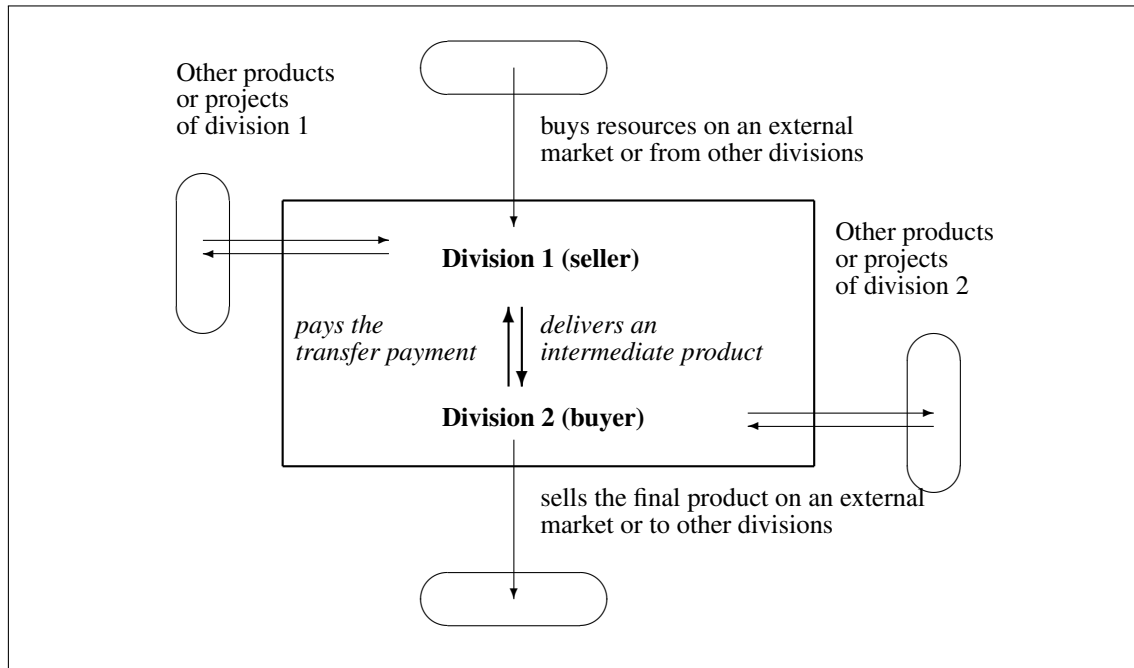 Other products
or projects
of division 1
buys resources on an external
market or from other divisions
Division 1 (seller)
Other products
or projects
of division 2
pays the
transfer payment
delivers an
intermediate product
Division 2 (buyer)
sells the final product on an external
market or to other divisions